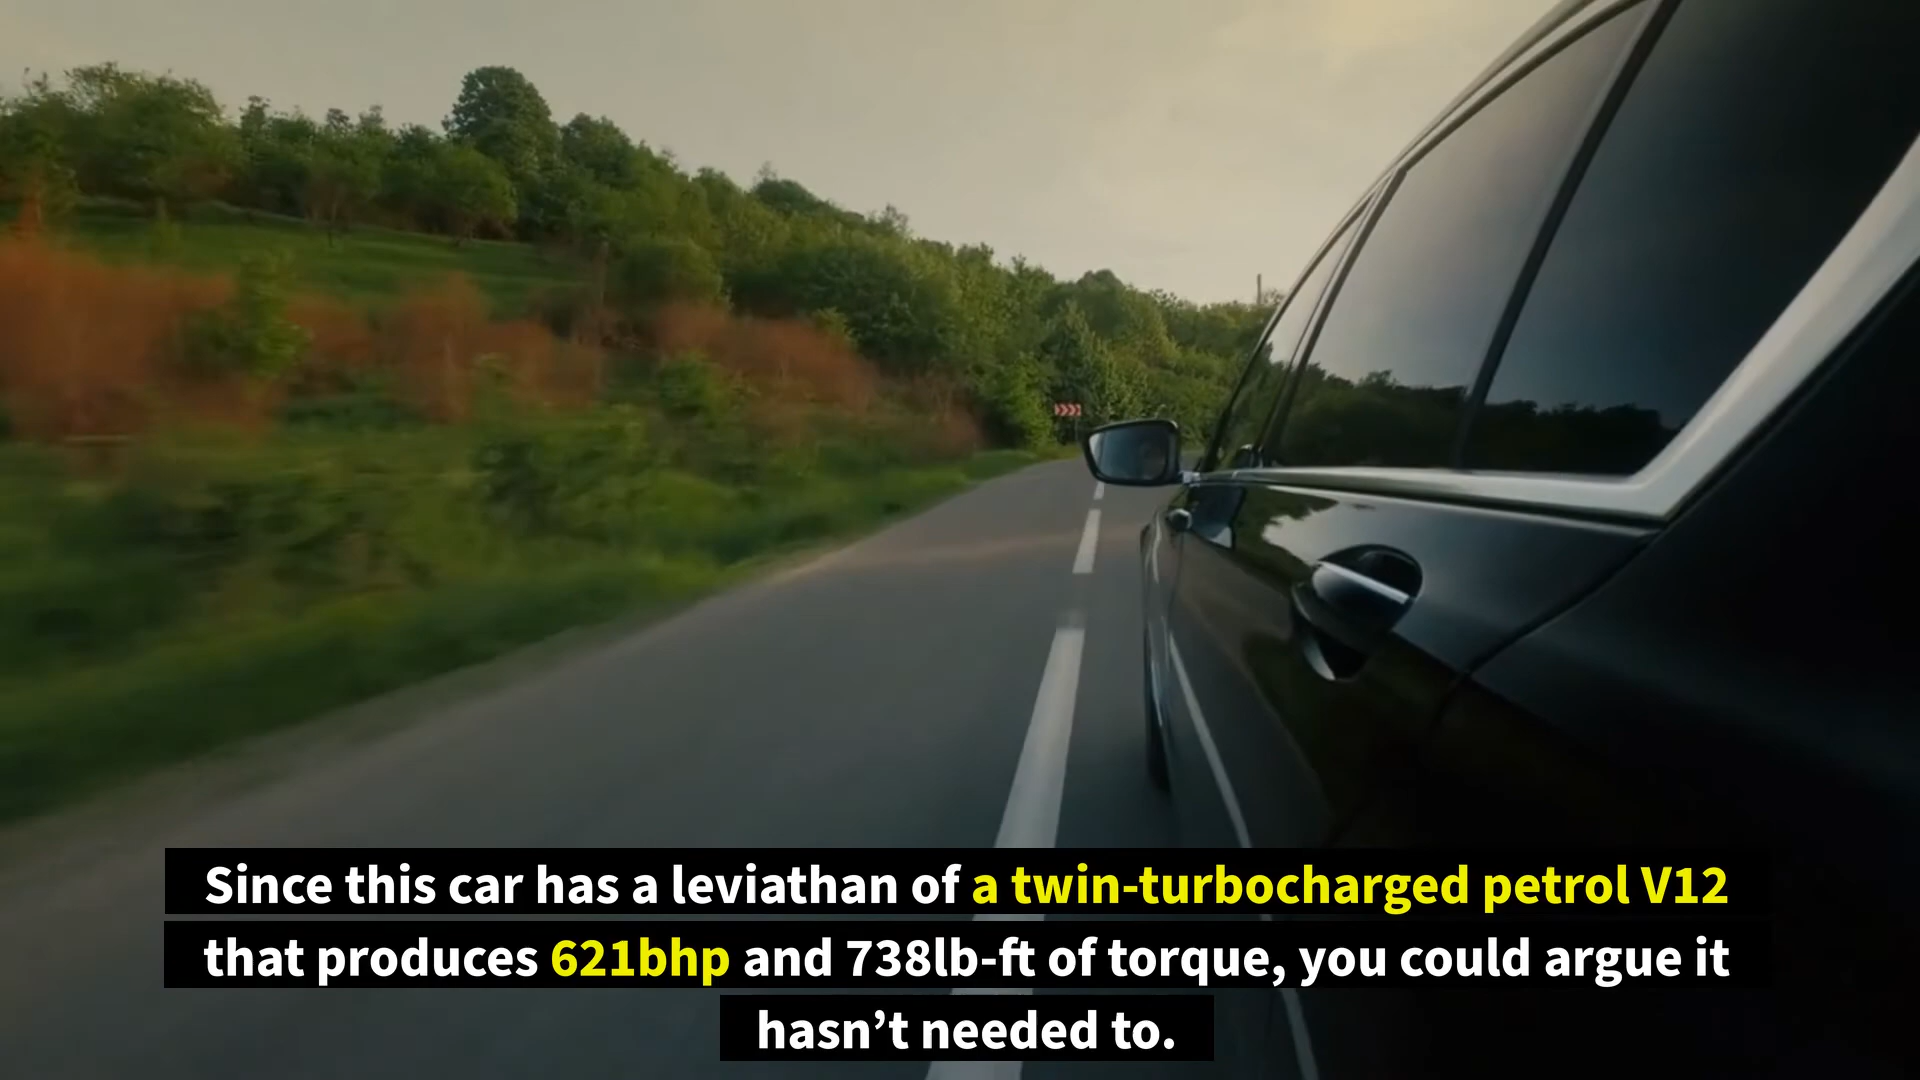 Since this car has a leviathan of a twin-turbocharged petrol V12
that produces 621bhp and 738lb-ft of torque, you could argue it
hasn’t needed to.